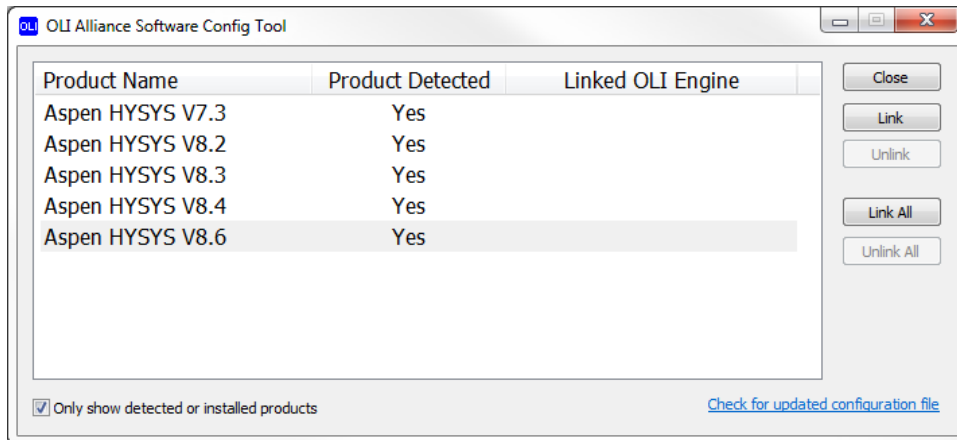 OLI OLI Alliance Software Config Tool
Product Name Product Detected Linked OLI Engine
Aspen HYSYS V7.3 Yes
Aspen HYSYS V8.2 Yes
Aspen HYSYS V8.3 Yes
Aspen HYSYS V8.4 Yes
Aspen HYSYS V8.6 Yes
Close
Link
Unlink
Link All
Unlink All
Only show detected or installed products
Check for updated configuration file